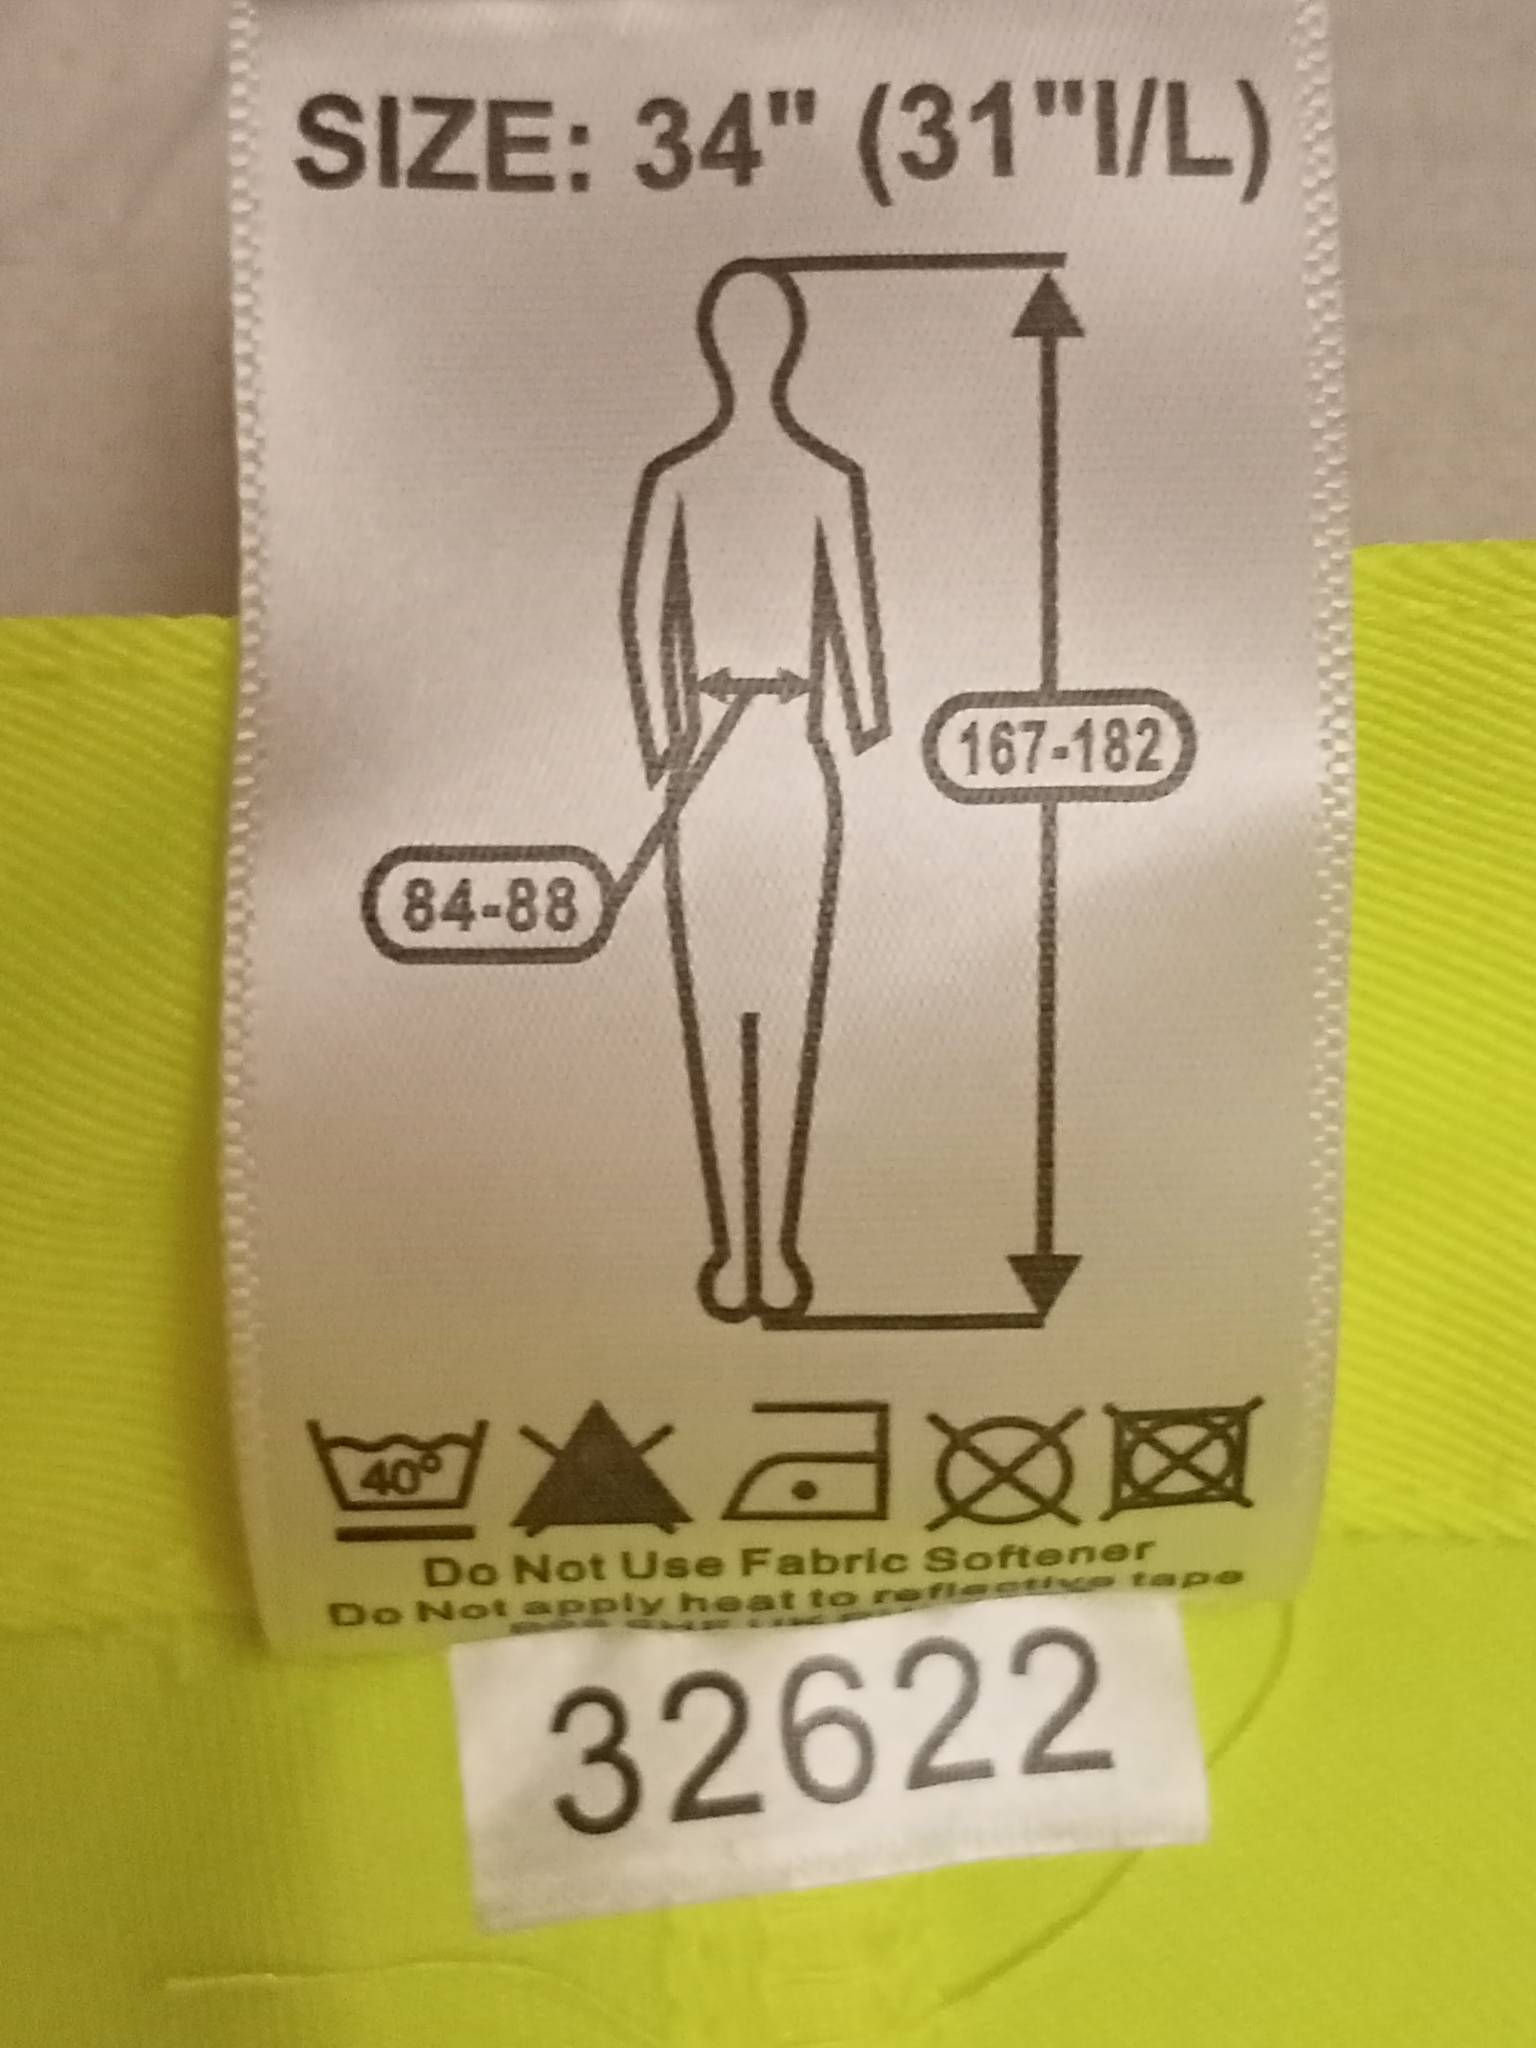 SIZE: 34" (31"I/L)
167-182
84-88
40°
Do Not Use Fabric Softener
Do Not apply heat to reflective tape
32622